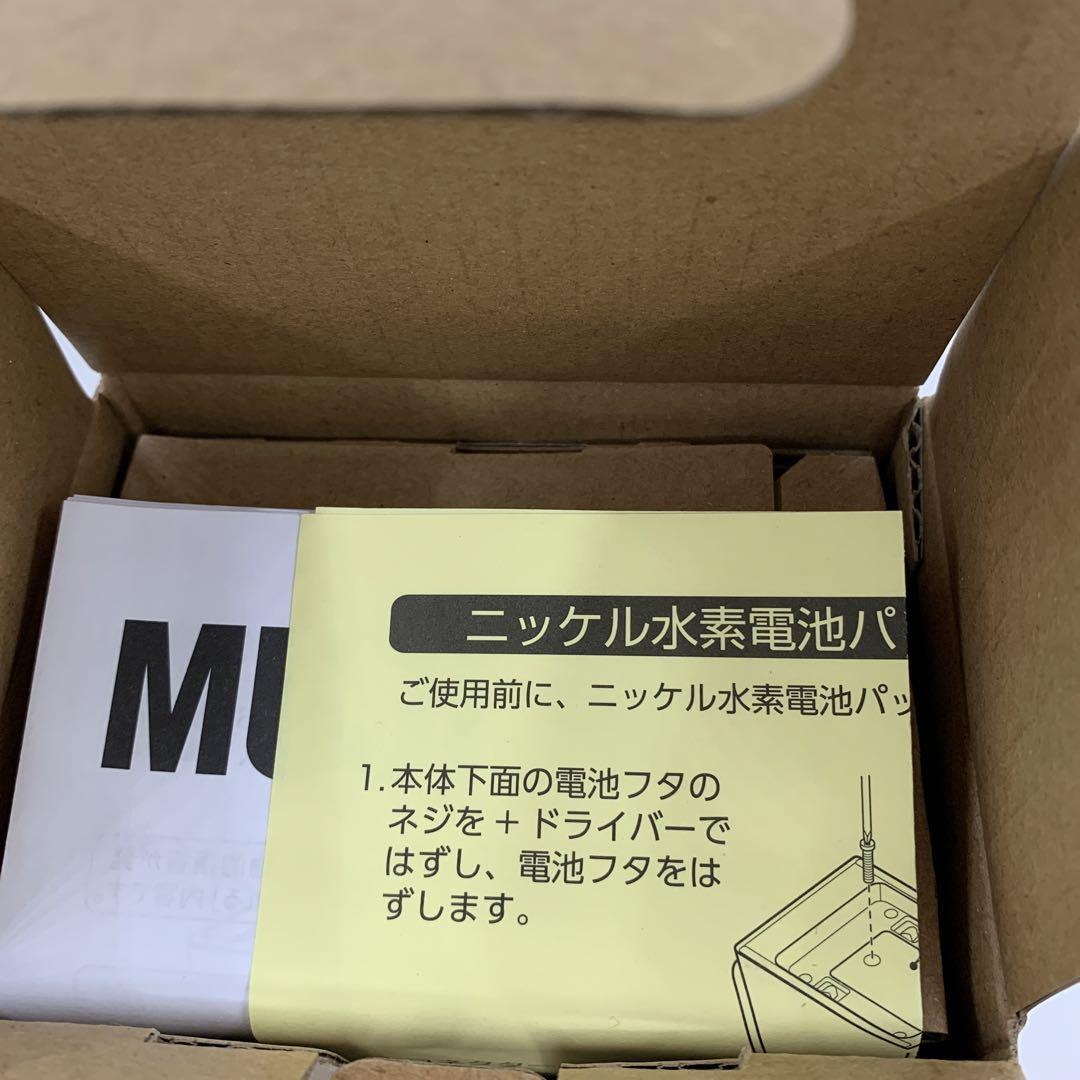 MU
ニッケル水素電池パ
ご使用前に、ニッケル水素電池パッ
1.本体下面の電池フタの
ネジを+ドライバーで
はずし、電池フタをは
ずします。